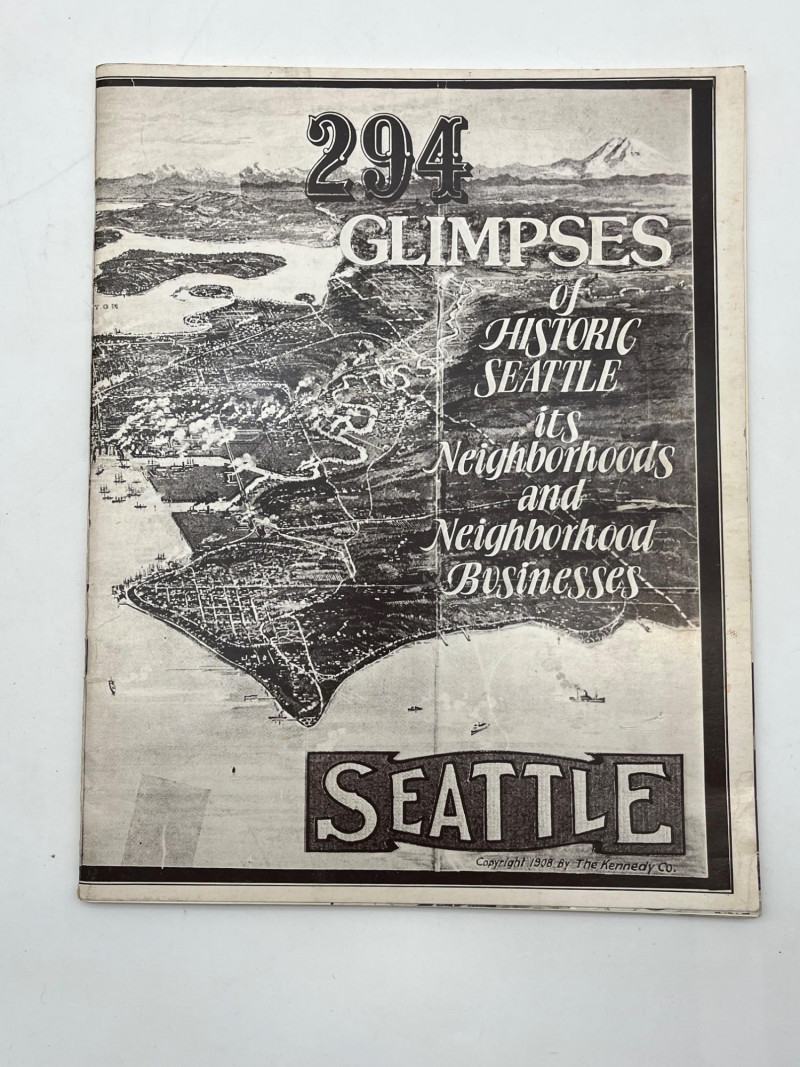 294
GLIMPSES
of
HISTORIC
SEATTLE
its
Neighborhoods
and
Neighborhood
Businesses
SEATTLE
Copyright 1908 By The Kennedy Co.